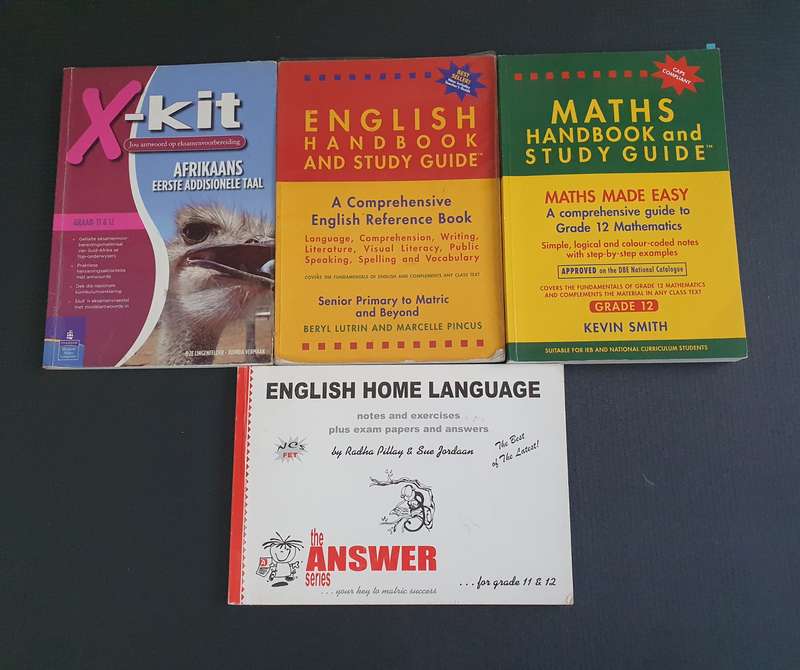 X-kit
Jou antwoord op eksamenvoorbereiding
AFRIKAANS
EERSTE ADDISIONELE TAAL
GRAAD 11 & 12
PEARSON
ENGLISH
HANDBOOK
AND STUDY GUIDE™
BEST
SELLER!
A Comprehensive
English Reference Book
Language, Comprehension, Writing,
Literature, Visual Literacy, Public
Speaking, Spelling and Vocabulary
COVERS THE FUNDAMENTALS OF ENGLISH AND COMPLEMENTS ANY CLASS TEXT
Senior Primary to Matric
and Beyond
BERYL LUTRIN AND MARCELLE PINCUS
CAPS
COMPLIANT
MATHS
HANDBOOK and
STUDY GUIDE™
MATHS MADE EASY
A comprehensive guide to
Grade 12 Mathematics
Simple, logical and colour-coded notes
with step-by-step examples
APPROVED on the DBE National Catalogue
COVERS THE FUNDAMENTALS OF GRADE 12 MATHEMATICS
AND COMPLEMENTS THE MATERIAL IN ANY CLASS TEXT
GRADE 12
KEVIN SMITH
SUITABLE FOR IEB AND NATIONAL CURRICULUM STUDENTS
ENGLISH HOME LANGUAGE
notes and exercises
plus exam papers and answers
NCS
FET
by Radha Pillay & Sue Jordaan
The Best
of The Latest!
the
ANSWER
series
...your key to matric success
...for grade 11 & 12